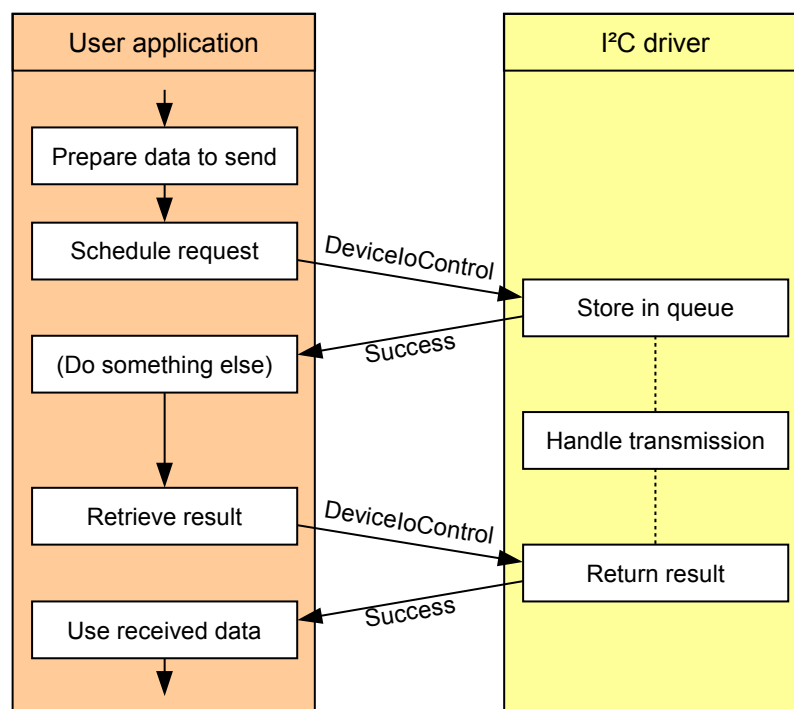 User application
I²C driver
Prepare data to send
Schedule request
DeviceIoControl
Store in queue
Success
(Do something else)
Handle transmission
Retrieve result
DeviceIoControl
Return result
Success
Use received data